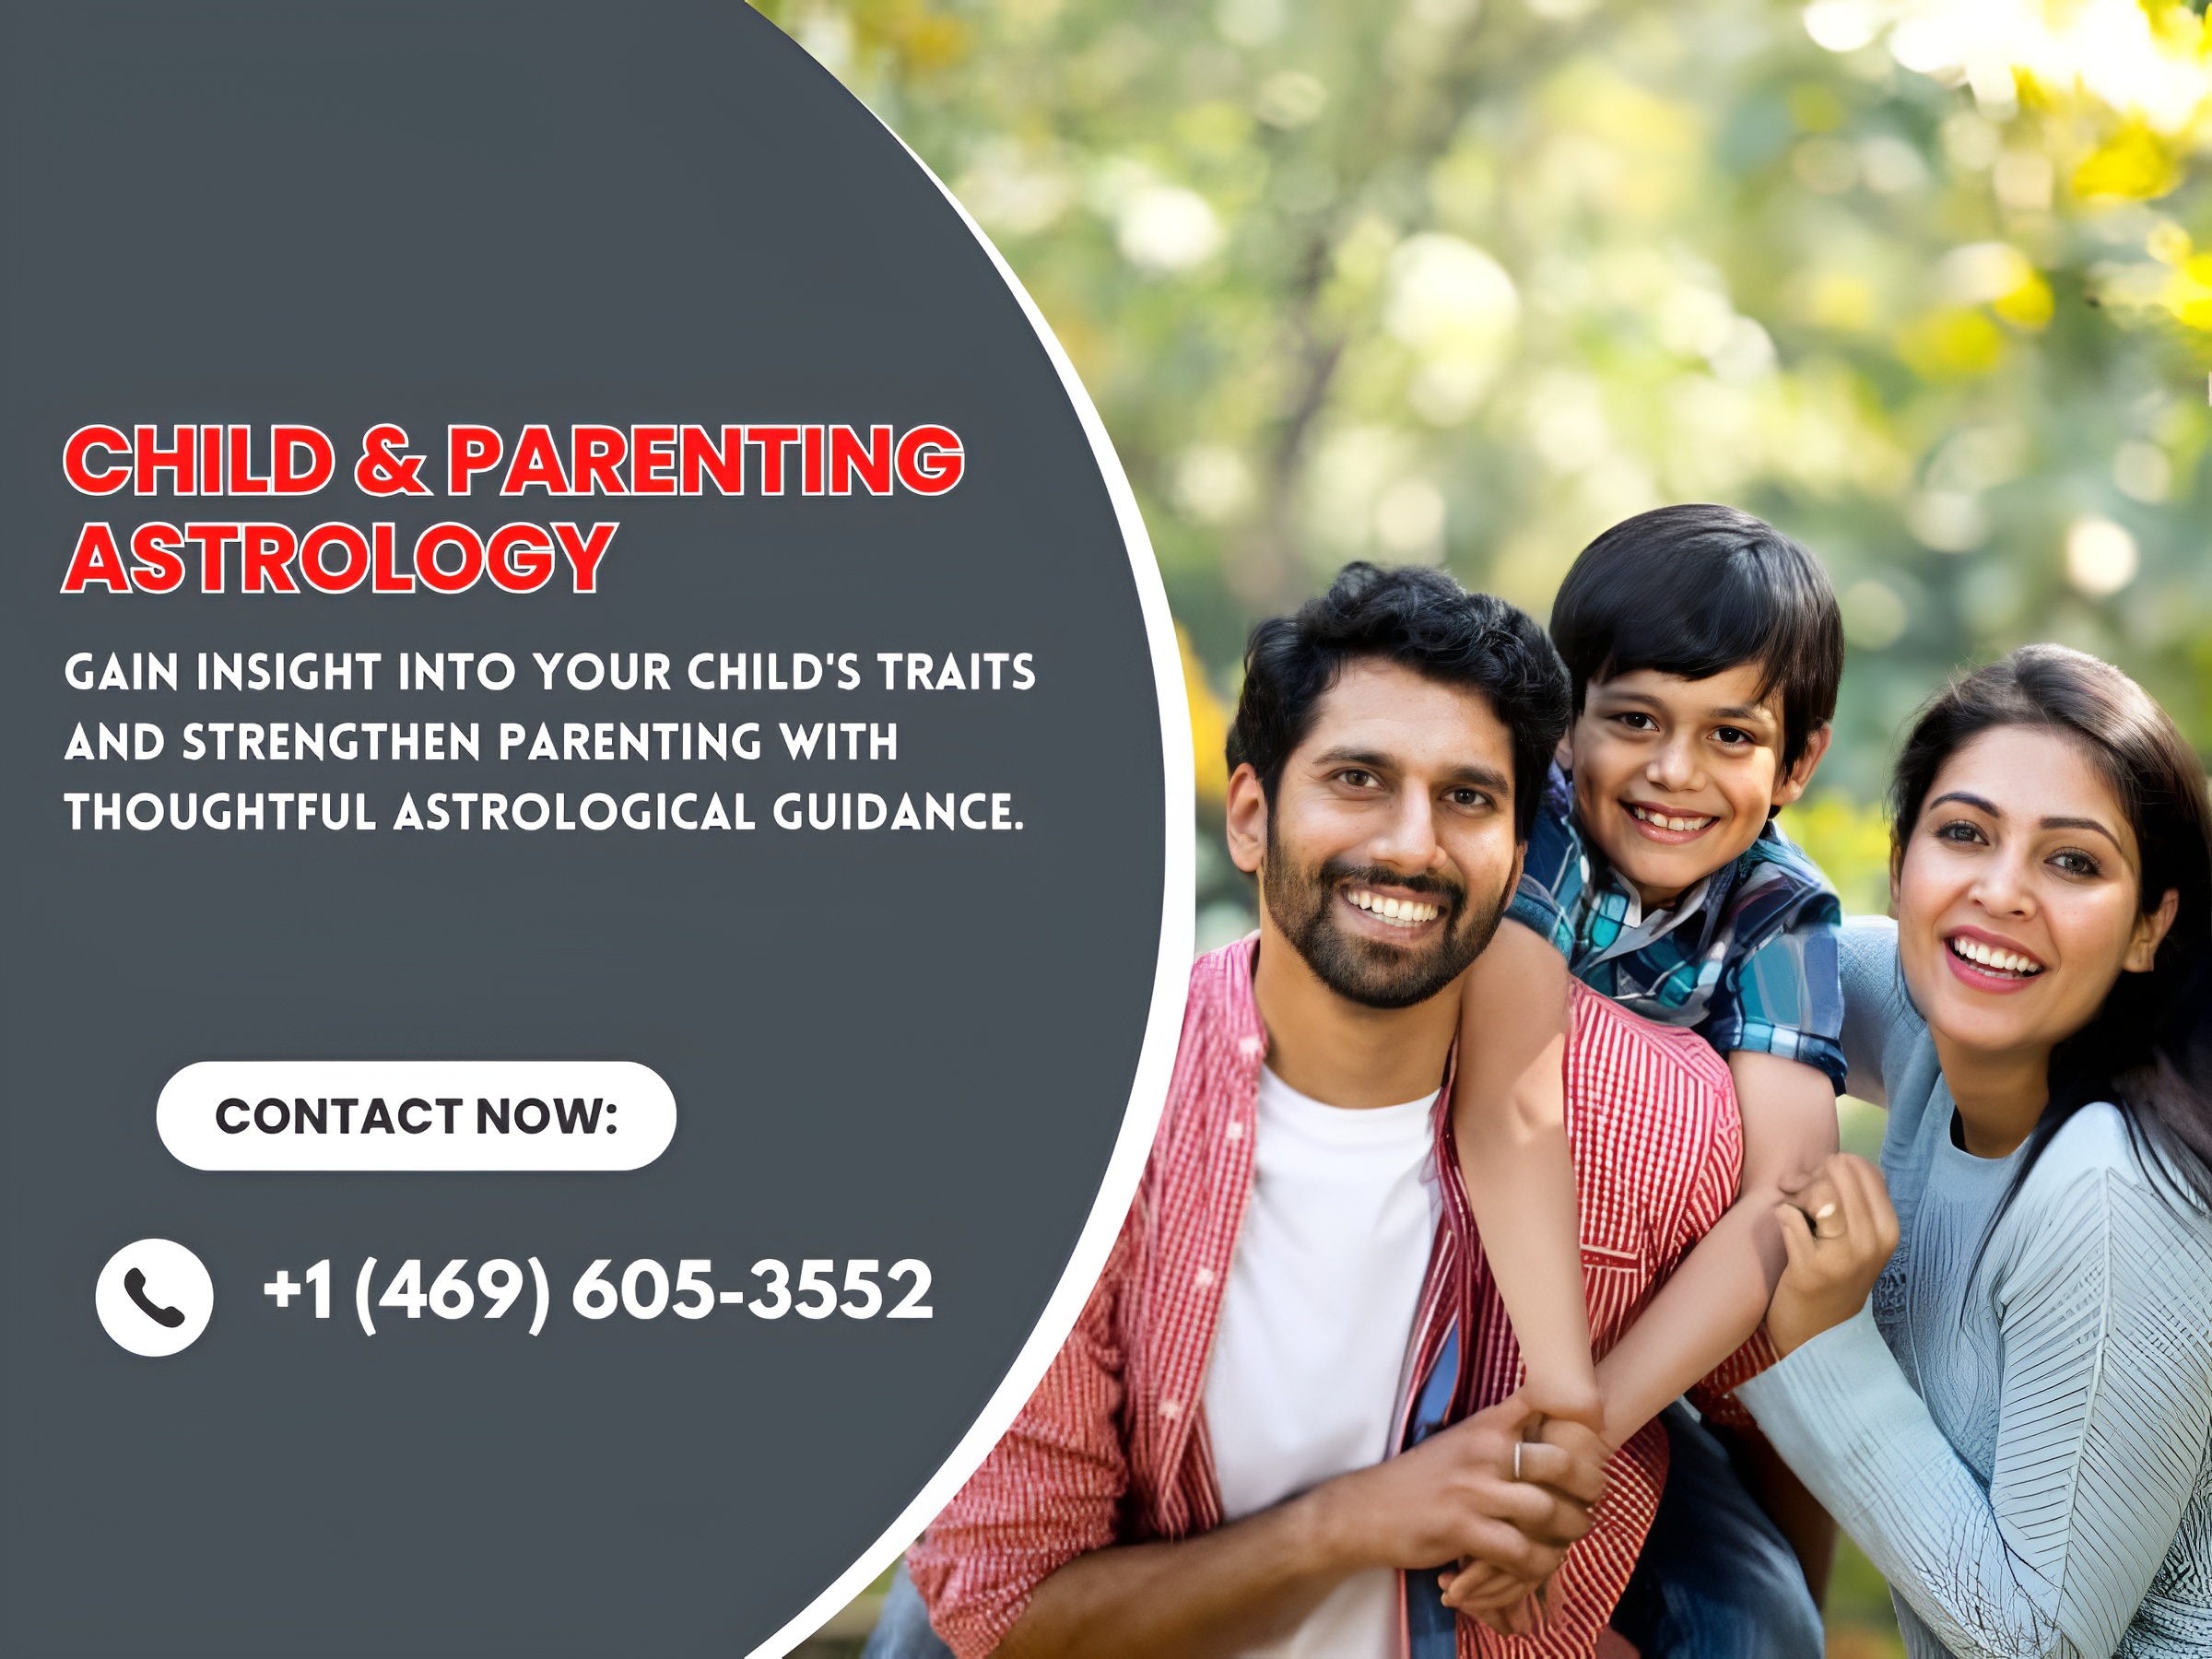 CHILD & PARENTING
ASTROLOGY
GAIN INSIGHT INTO YOUR CHILD'S TRAITS
AND STRENGTHEN PARENTING WITH
THOUGHTFUL ASTROLOGICAL GUIDANCE.
CONTACT NOW:
+1 (469) 605-3552